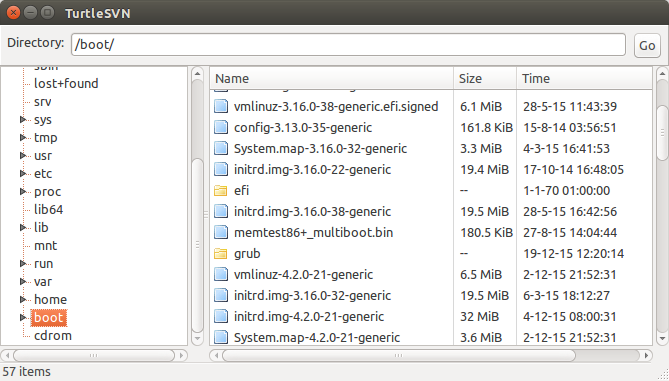 TurtleSVN
Directory: /boot/ Go
sbin
lost+found
srv
sys
tmp
usr
etc
proc
lib64
lib
mnt
run
var
home
boot
cdrom
Name Size Time
vmlinuz-3.16.0-38-generic.efi.signed 6.1 MiB 28-5-15 11:43:39
config-3.13.0-35-generic 161.8 KiB 15-8-14 03:56:51
System.map-3.16.0-32-generic 3.3 MiB 4-3-15 16:41:53
initrd.img-3.16.0-22-generic 19.4 MiB 17-10-14 16:48:05
efi -- 1-1-70 01:00:00
initrd.img-3.16.0-38-generic 19.5 MiB 28-5-15 16:42:56
memtest86+_multiboot.bin 180.5 KiB 27-8-15 14:04:44
grub -- 19-12-15 12:20:14
vmlinuz-4.2.0-21-generic 6.5 MiB 2-12-15 21:52:31
initrd.img-3.16.0-32-generic 19.5 MiB 6-3-15 18:12:27
initrd.img-4.2.0-21-generic 32 MiB 4-12-15 08:00:31
System.map-4.2.0-21-generic 3.6 MiB 2-12-15 21:52:31
57 items